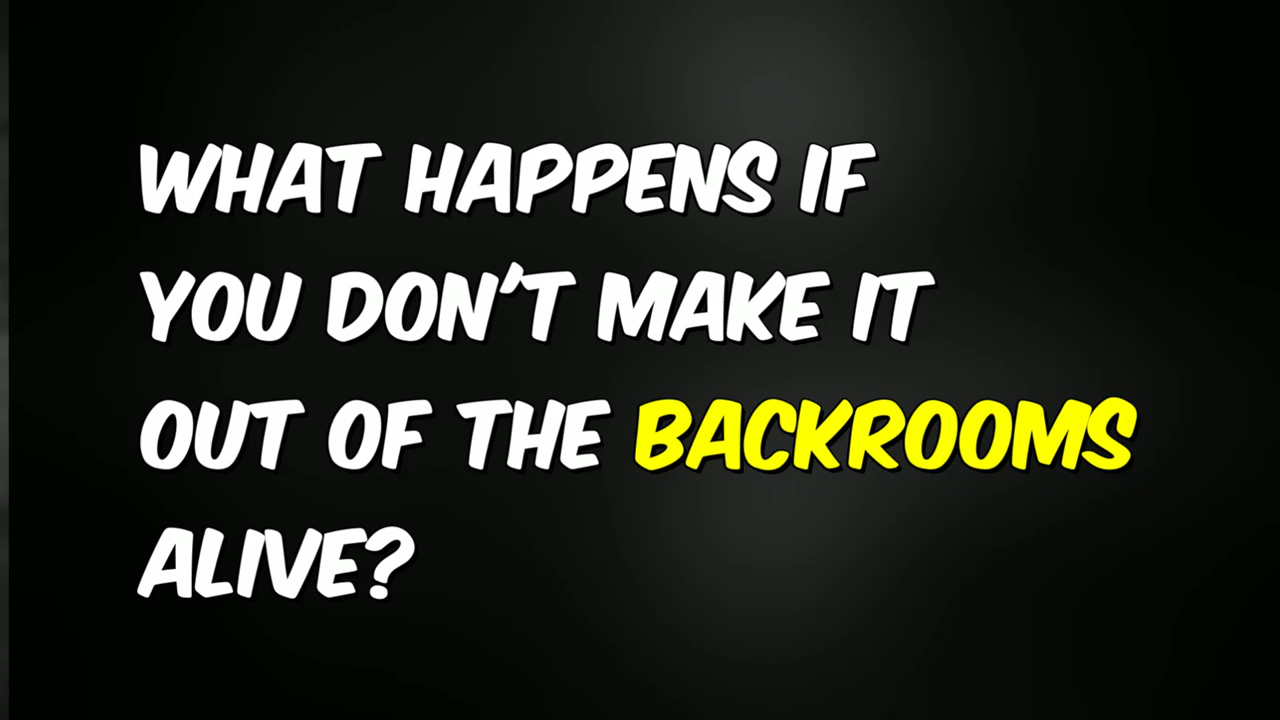 WHAT HAPPENS IF
YOU DON'T MAKE IT
OUT OF THE BACKROOMS
ALIVE?